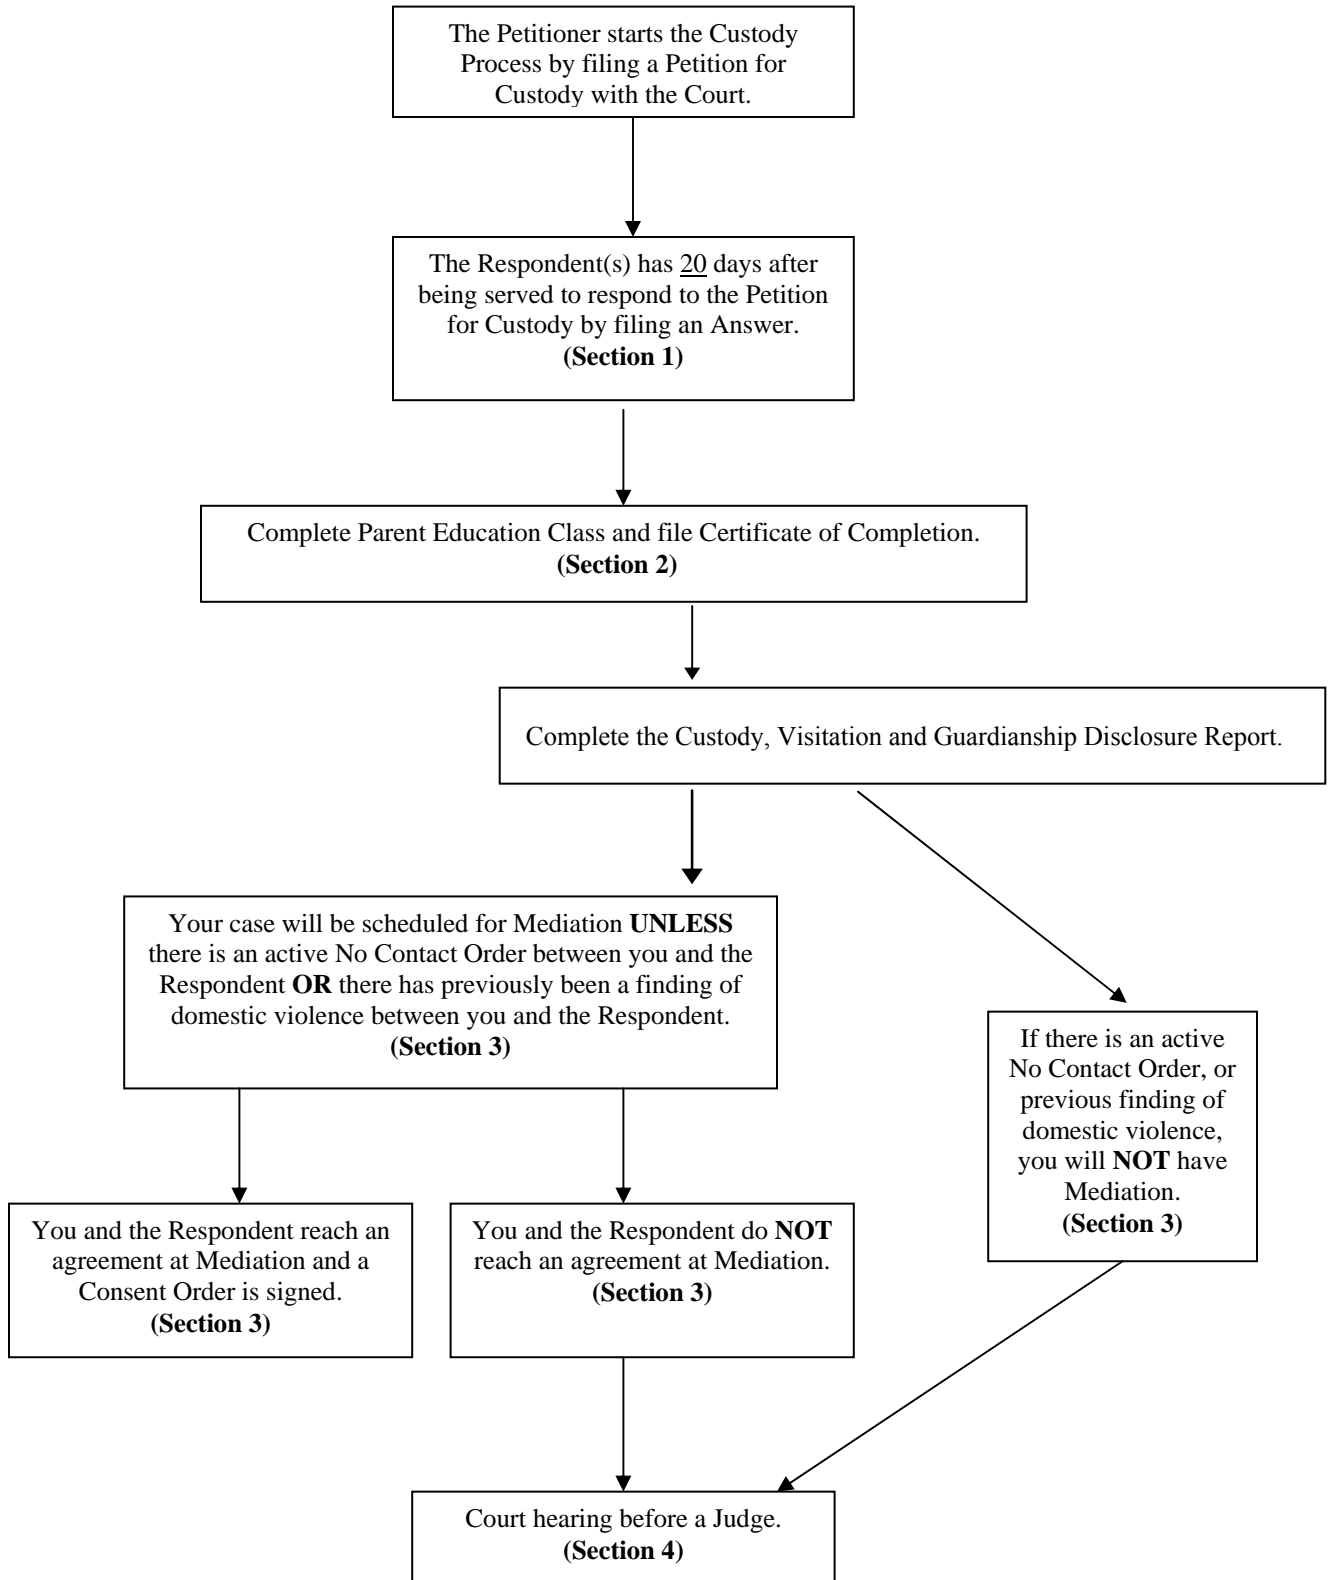 The Petitioner starts the Custody
Process by filing a Petition for
Custody with the Court.
The Respondent(s) has 20 days after
being served to respond to the Petition
for Custody by filing an Answer.
(Section 1)
Complete Parent Education Class and file Certificate of Completion.
(Section 2)
Complete the Custody, Visitation and Guardianship Disclosure Report.
Your case will be scheduled for Mediation UNLESS
there is an active No Contact Order between you and the
Respondent OR there has previously been a finding of
domestic violence between you and the Respondent.
(Section 3)
If there is an active
No Contact Order, or
previous finding of
domestic violence,
you will NOT have
Mediation.
(Section 3)
You and the Respondent reach an
agreement at Mediation and a
Consent Order is signed.
(Section 3)
You and the Respondent do NOT
reach an agreement at Mediation.
(Section 3)
Court hearing before a Judge.
(Section 4)